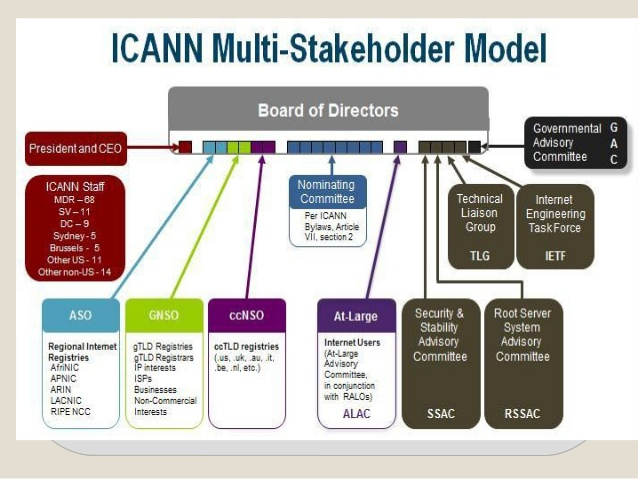 ICANN Multi-Stakeholder Model
Board of Directors
President and CEO
Governmental G
Advisory A
Committee C
ICANN Staff
MDR – 68
SV – 11
DC – 9
Sydney - 5
Brussels - 5
Other US - 11
Other non-US - 14
Nominating
Committee
Per ICANN
Bylaws, Article
VII, section 2
Technical
Liaison
Group
TLG
Internet
Engineering
Task Force
IETF
ASO
Regional Internet
Registries
AfriNIC
APNIC
ARIN
LACNIC
RIPE NCC
GNSO
gTLD Registries
gTLD Registrars
IP interests
ISPs
Businesses
Non-Commercial
Interests
ccNSO
ccTLD registries
(.us, .uk, .au, .it,
.be, .nl, etc.)
At-Large
Internet Users
(At-Large
Advisory
Committee,
in conjunction
with RALOs)
ALAC
Security &
Stability
Advisory
Committee
SSAC
Root Server
System
Advisory
Committee
RSSAC